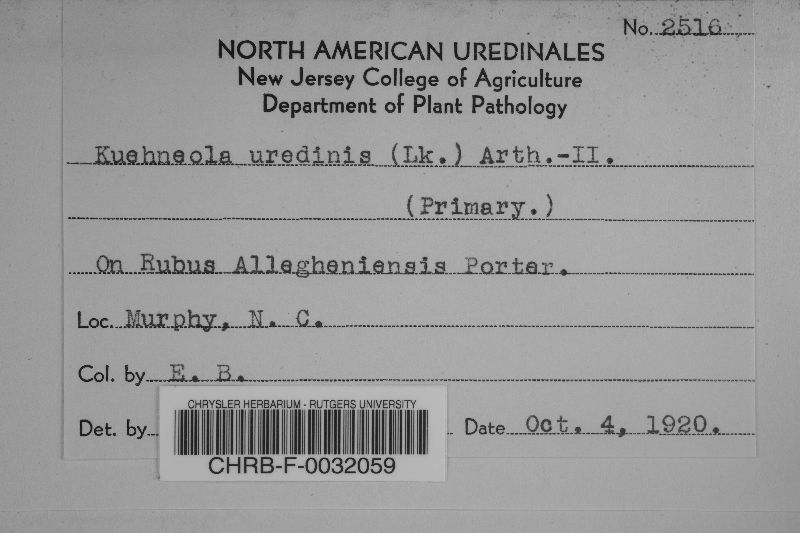 No. 2516
NORTH AMERICAN UREDINALES
New Jersey College of Agriculture
Department of Plant Pathology
Kuehneola uredinis (Lk.) Arth.-II.
(Primary.)
On Rubus Allegheniensis Porter.
Loc. Murphy, N. C.
Col. by E. B.
Det. by
Date Oct. 4, 1920.
CHRYSLER HERBARIUM - RUTGERS UNIVERSITY
CHRB-F-0032059